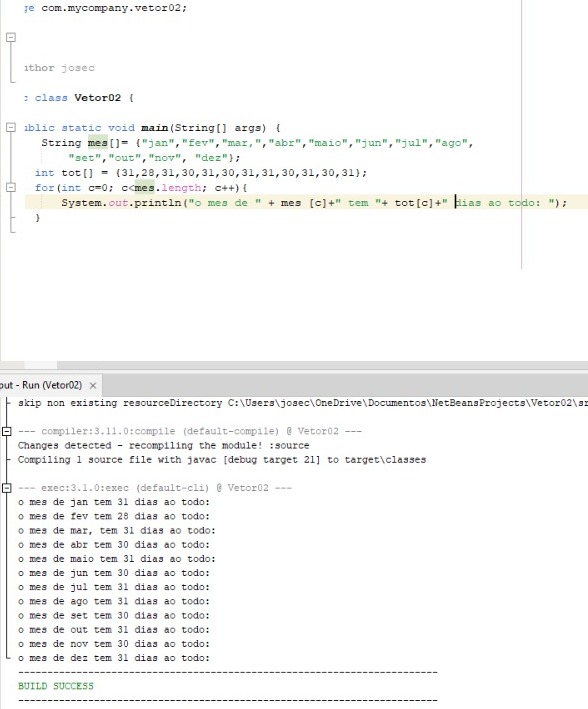 ge com.mycompany.vetor02;
ithor josec
: class Vetor02 {
iblic static void main(String[] args) {
String mes[]= {"jan","fev","mar,","abr","maio","jun","jul","ago",
"set","out","nov", "dez"};
int tot[] = {31,28,31,30,31,30,31,31,30,31,30,31};
for(int c=0; c<mes.length; c++){
System.out.println("o mes de " + mes [c]+" tem "+ tot[c]+" dias ao todo: ");
}
put - Run (Vetor02) ×
skip non existing resourceDirectory C:\Users\josec\OneDrive\Documentos\NetBeansProjects\Vetor02\sr
--- compiler:3.11.0:compile (default-compile) @ Vetor02 ---
Changes detected - recompiling the module! :source
Compiling 1 source file with javac [debug target 21] to target\classes
--- exec:3.1.0:exec (default-cli) @ Vetor02 ---
o mes de jan tem 31 dias ao todo:
o mes de fev tem 28 dias ao todo:
o mes de mar, tem 31 dias ao todo:
o mes de abr tem 30 dias ao todo:
o mes de maio tem 31 dias ao todo:
o mes de jun tem 30 dias ao todo:
o mes de jul tem 31 dias ao todo:
o mes de ago tem 31 dias ao todo:
o mes de set tem 30 dias ao todo:
o mes de out tem 31 dias ao todo:
o mes de nov tem 30 dias ao todo:
o mes de dez tem 31 dias ao todo:
------------------------------------------------------------------------
BUILD SUCCESS
------------------------------------------------------------------------